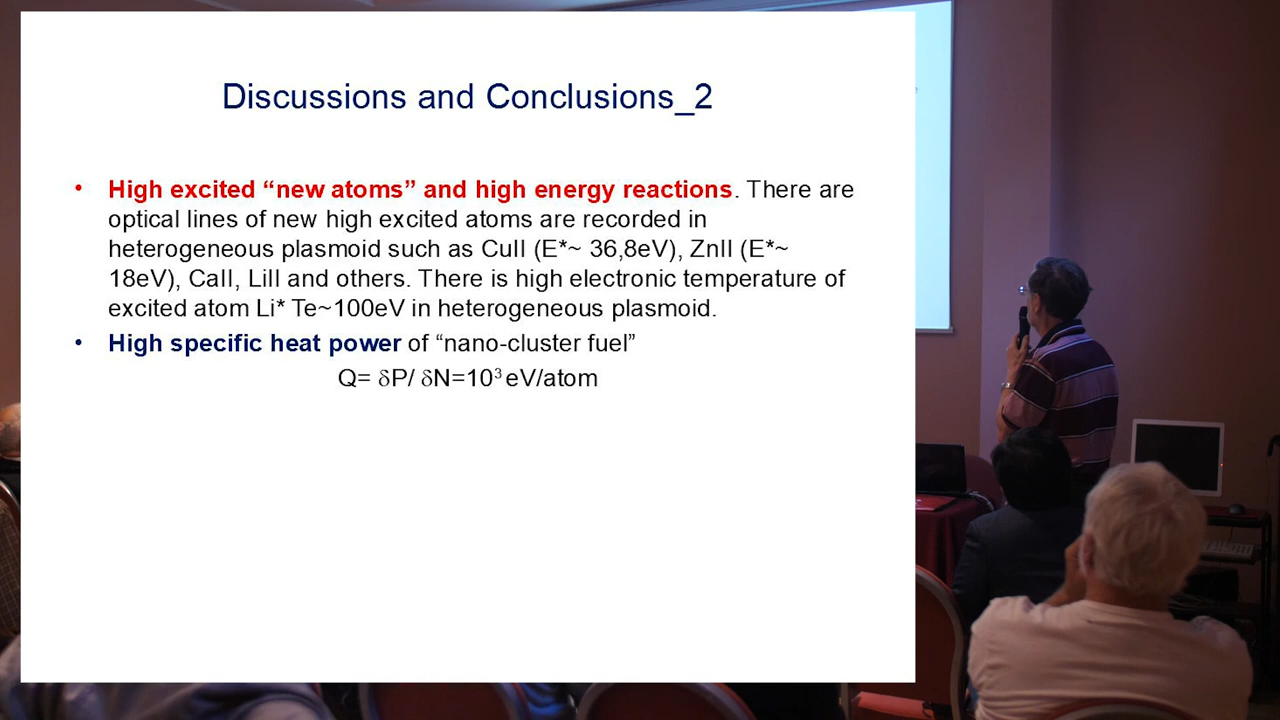 Discussions and Conclusions_2
• High excited “new atoms” and high energy reactions. There are
optical lines of new high excited atoms are recorded in
heterogeneous plasmoid such as CuII (E*~ 36,8eV), ZnII (E*~
18eV), CaII, LiII and others. There is high electronic temperature of
excited atom Li* Te~100eV in heterogeneous plasmoid.
• High specific heat power of “nano-cluster fuel”
Q= δP/ δN=10³ eV/atom